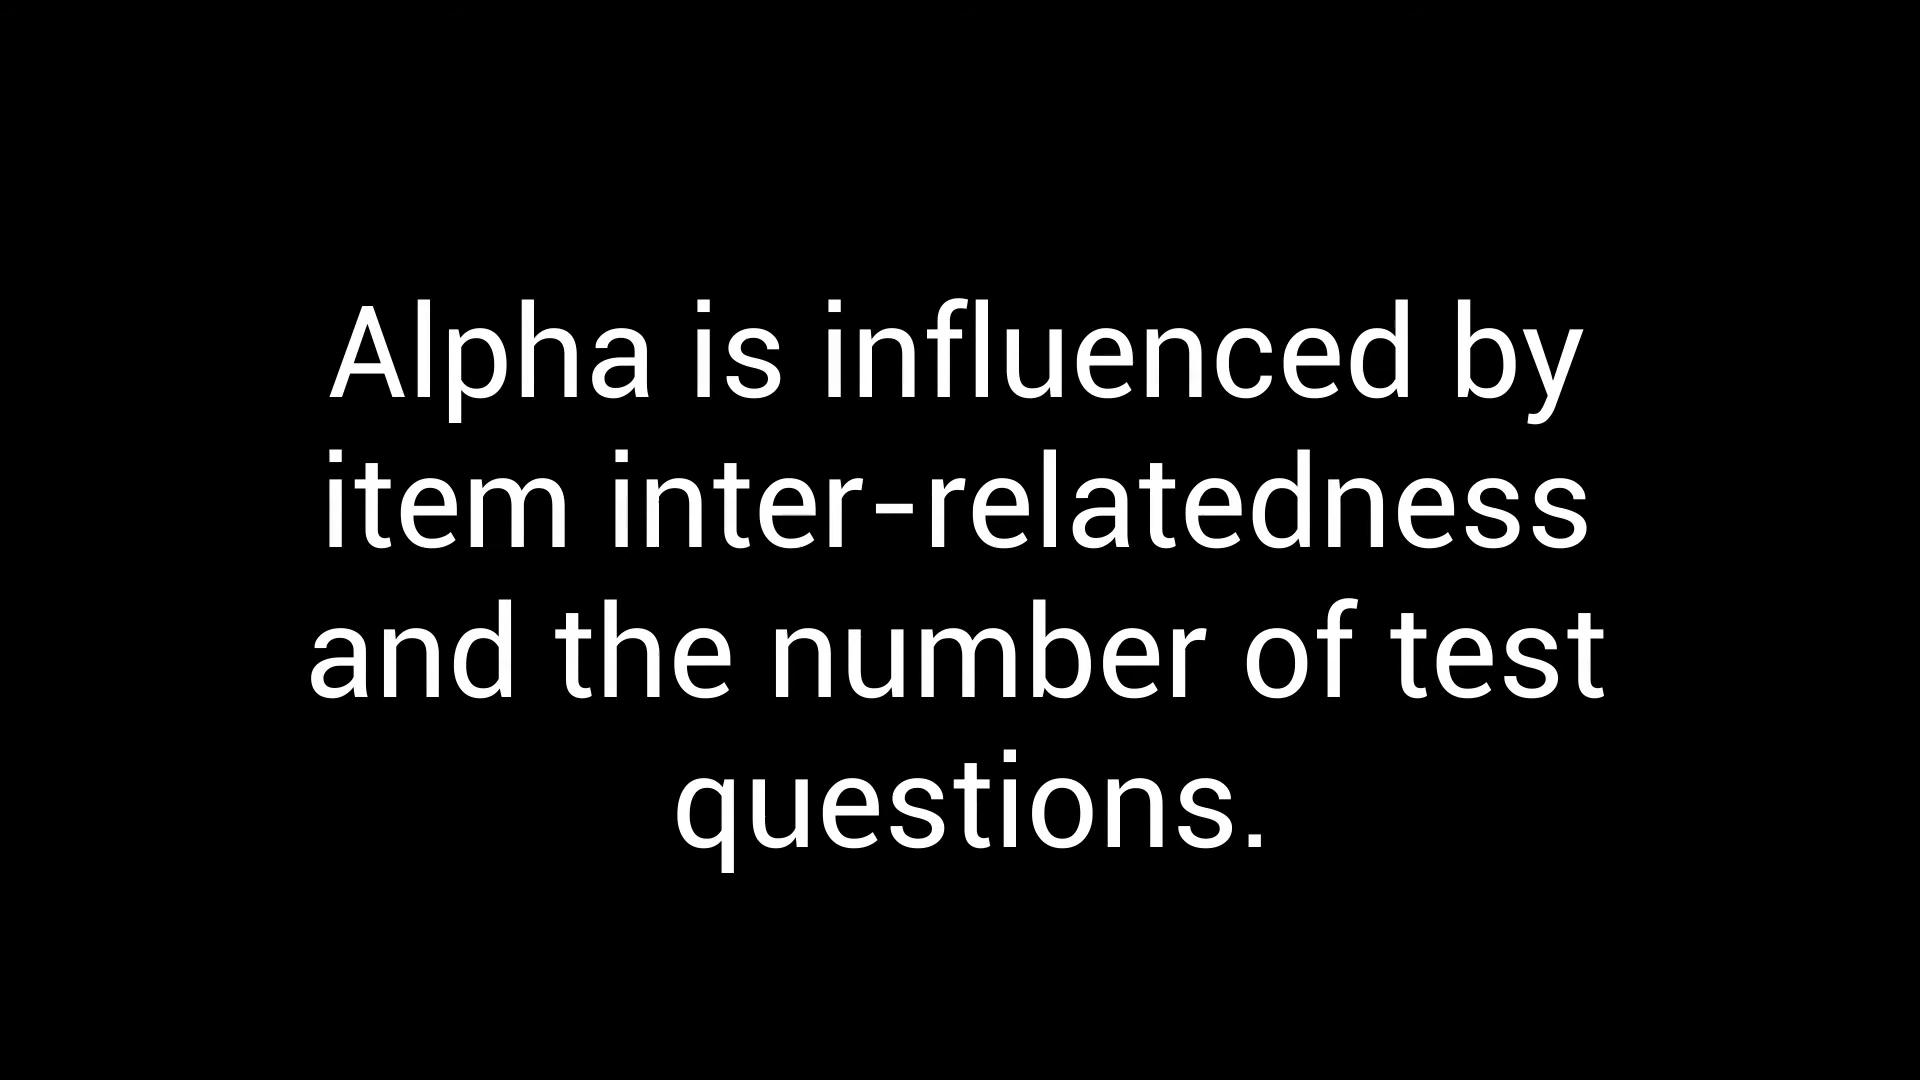 Alpha is influenced by
item inter-relatedness
and the number of test
questions.